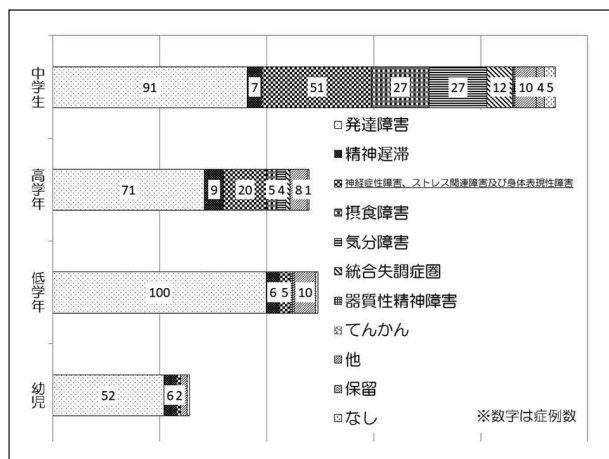 中学生
91
7
51
27
27
12
10
4
5
高学年
71
9
20
5
4
8
1
低学年
100
6
5
10
幼児
52
6
2
発達障害
精神遅滞
神経症性障害、ストレス関連障害及び身体表現性障害
摂食障害
気分障害
統合失調症圏
器質性精神障害
てんかん
他
保留
なし
※数字は症例数